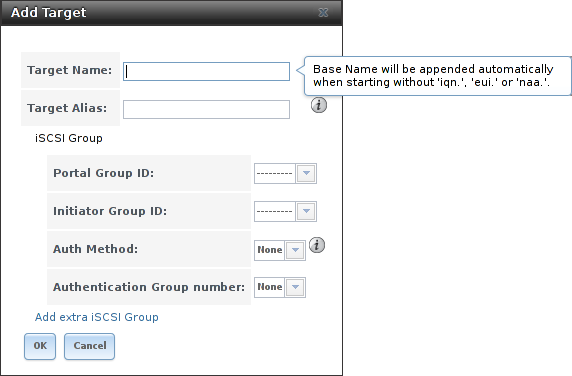 Add Target
Target Name:
Base Name will be appended automatically
when starting without 'iqn.', 'eui.' or 'naa.'.
Target Alias:
i
iSCSI Group
Portal Group ID: ---------
Initiator Group ID: ---------
Auth Method: None
i
Authentication Group number: None
Add extra iSCSI Group
OK Cancel